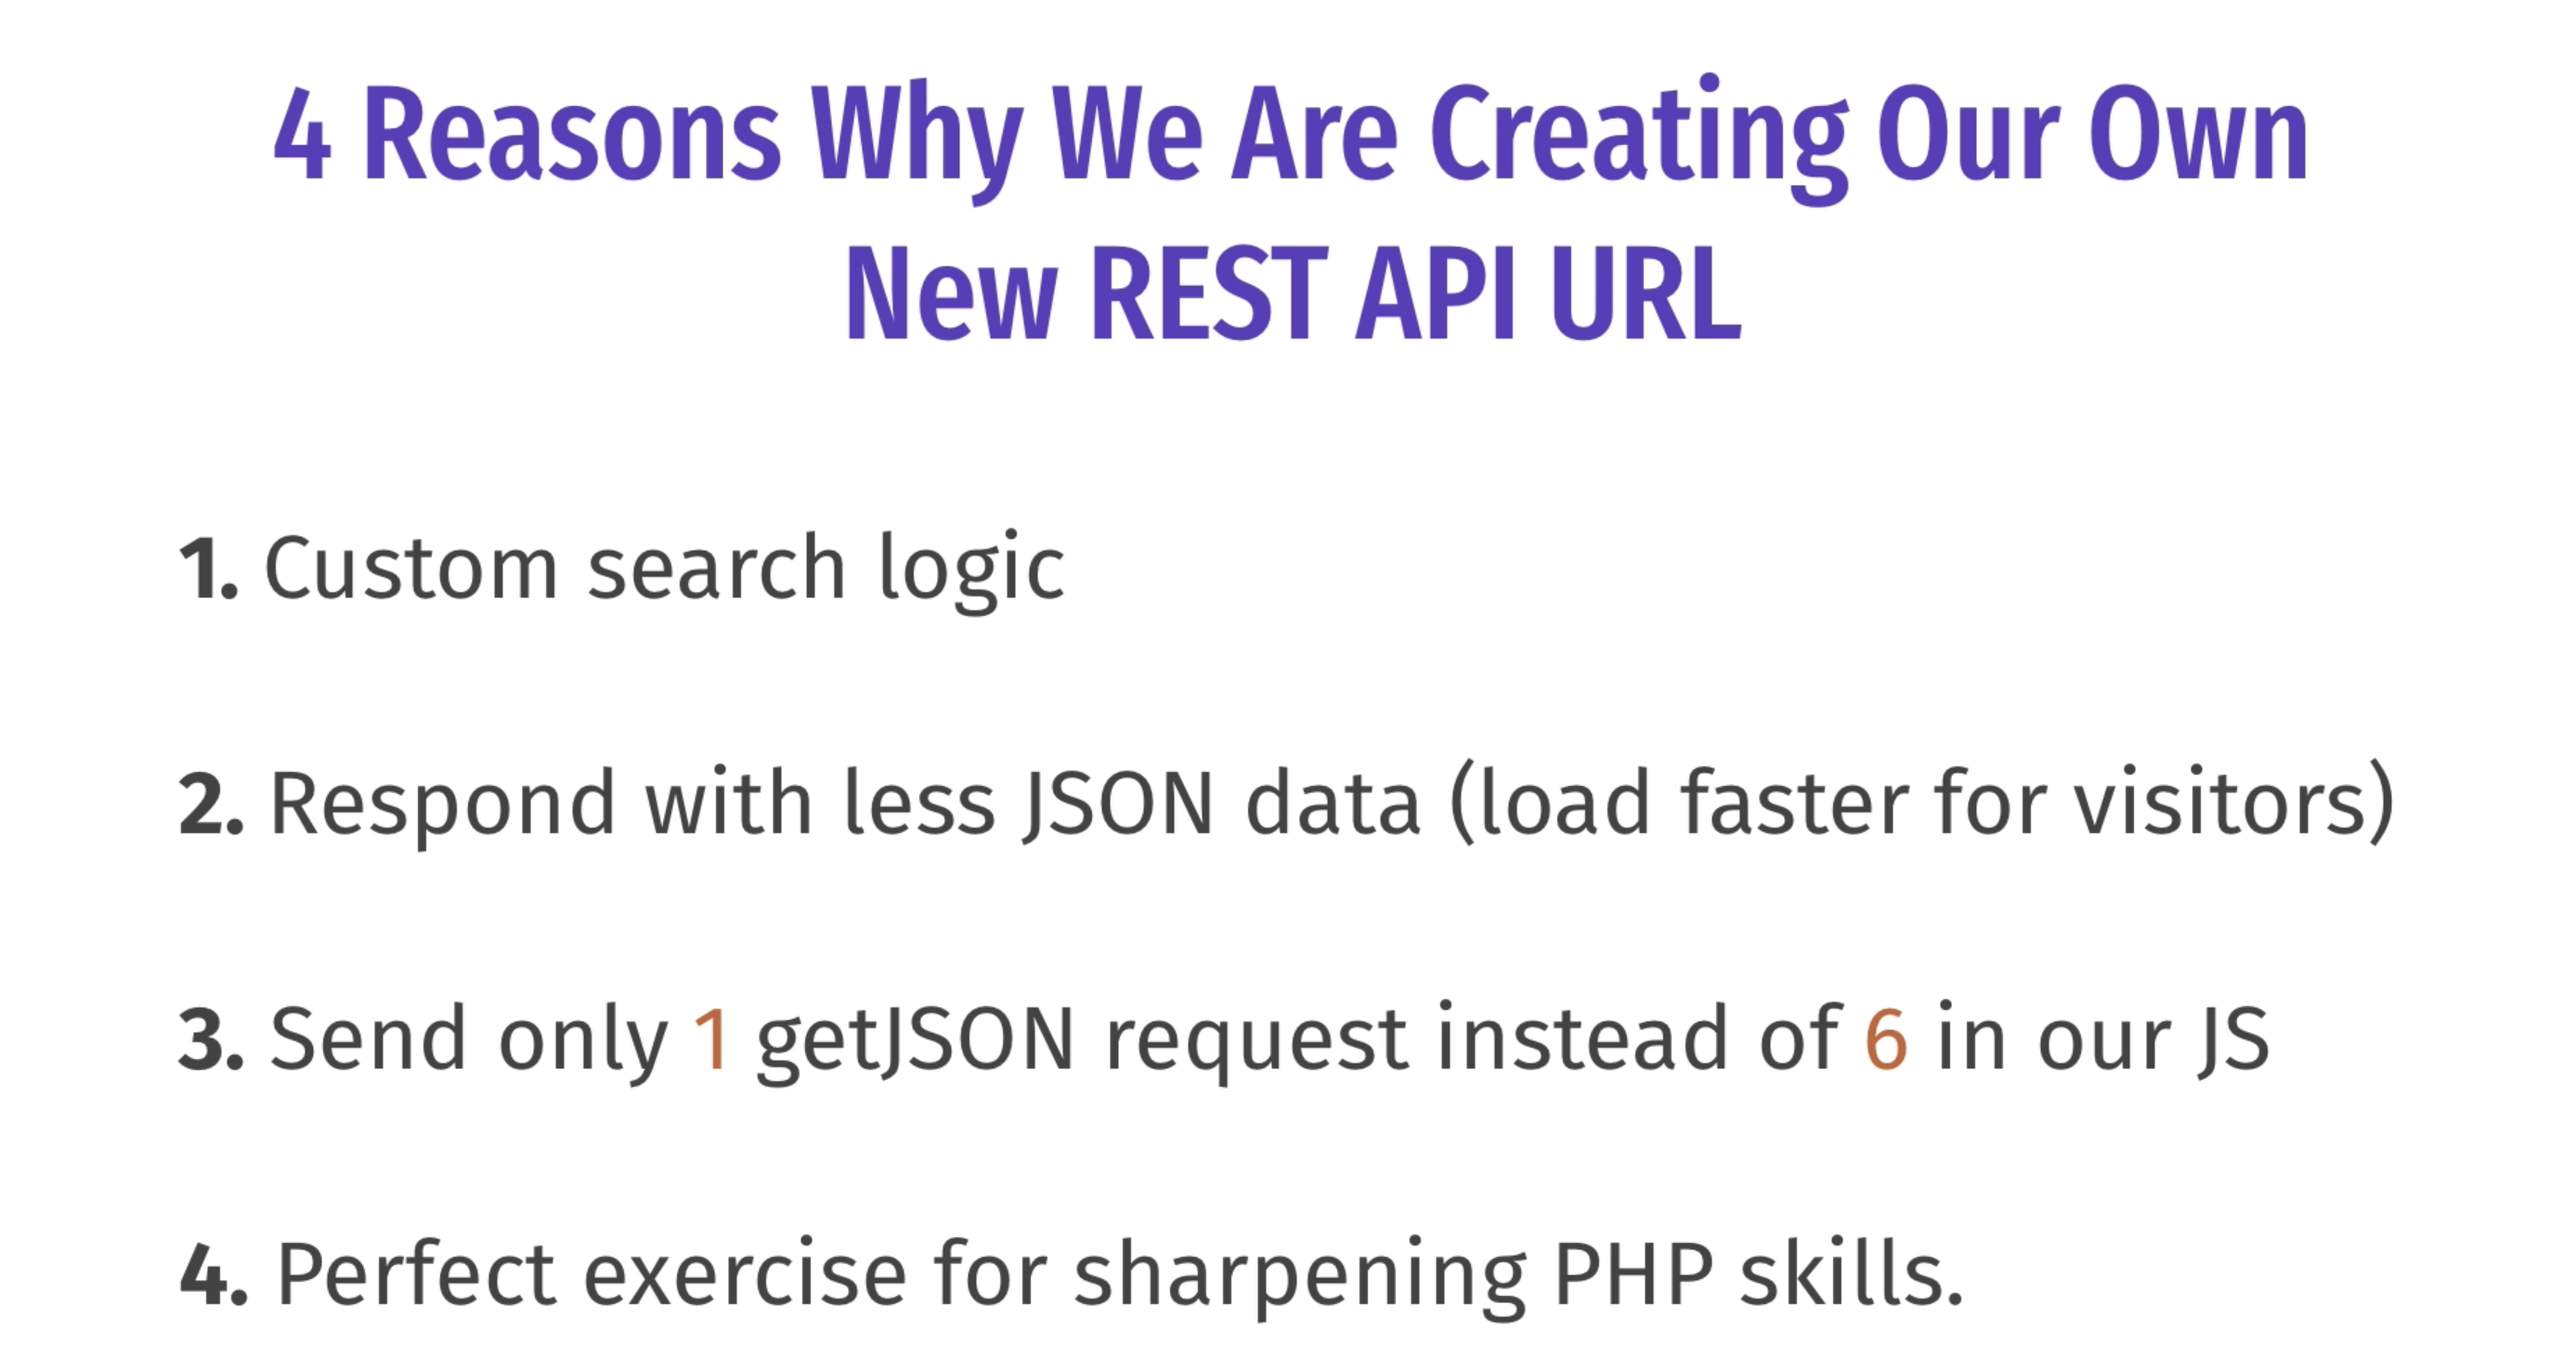 4 Reasons Why We Are Creating Our Own
New REST API URL
1. Custom search logic
2. Respond with less JSON data (load faster for visitors)
3. Send only 1 getJSON request instead of 6 in our JS
4. Perfect exercise for sharpening PHP skills.